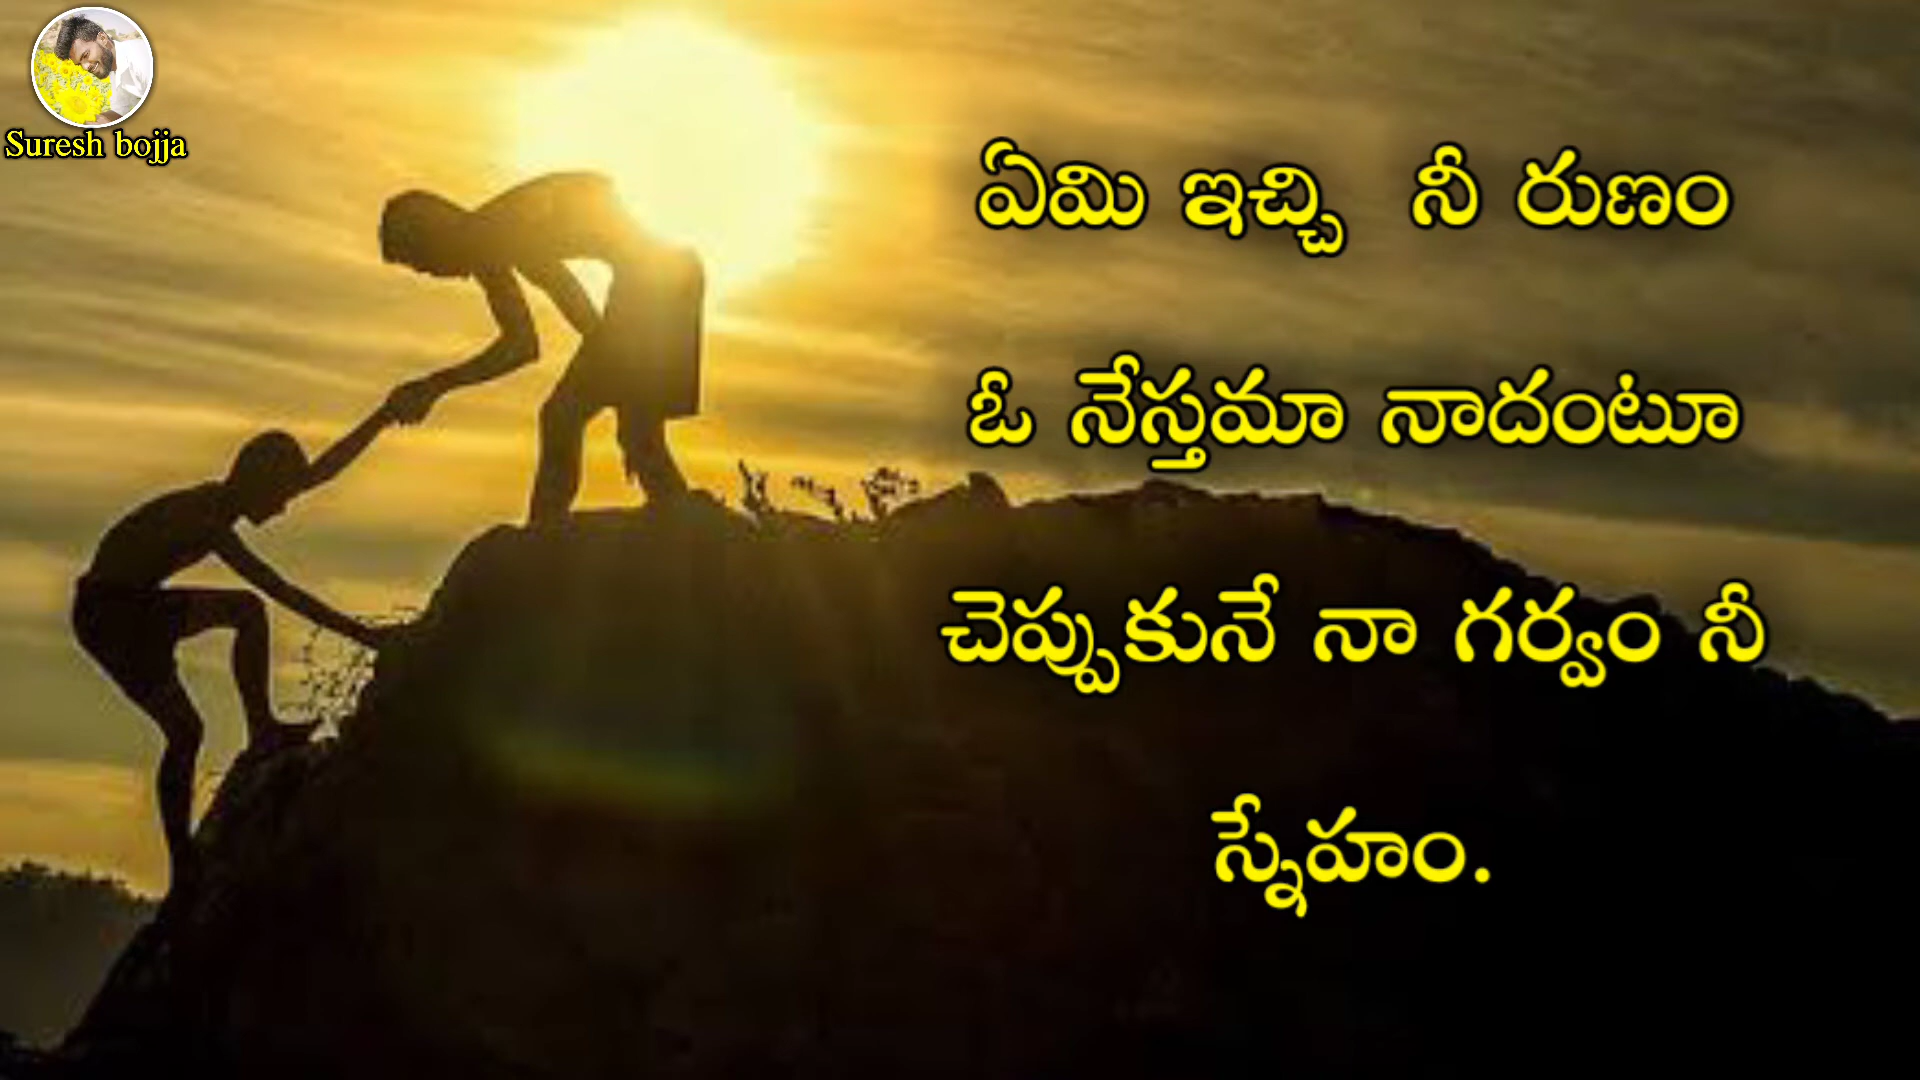 Suresh bojja
ఏమి ఇచ్చి నీ రుణం
ఓ నేస్తమా నాదంటూ
చెప్పుకునే నా గర్వం నీ
స్నేహం.